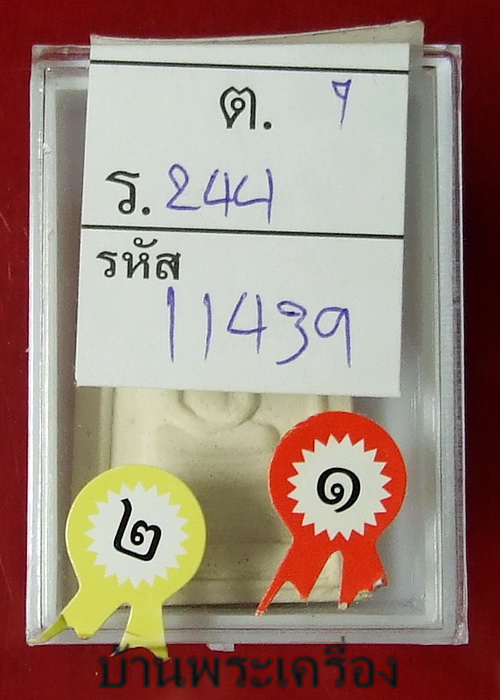 ต. 9
ร. 244
รหัส
11439
๒
๑
บ้านพระเครื่อง